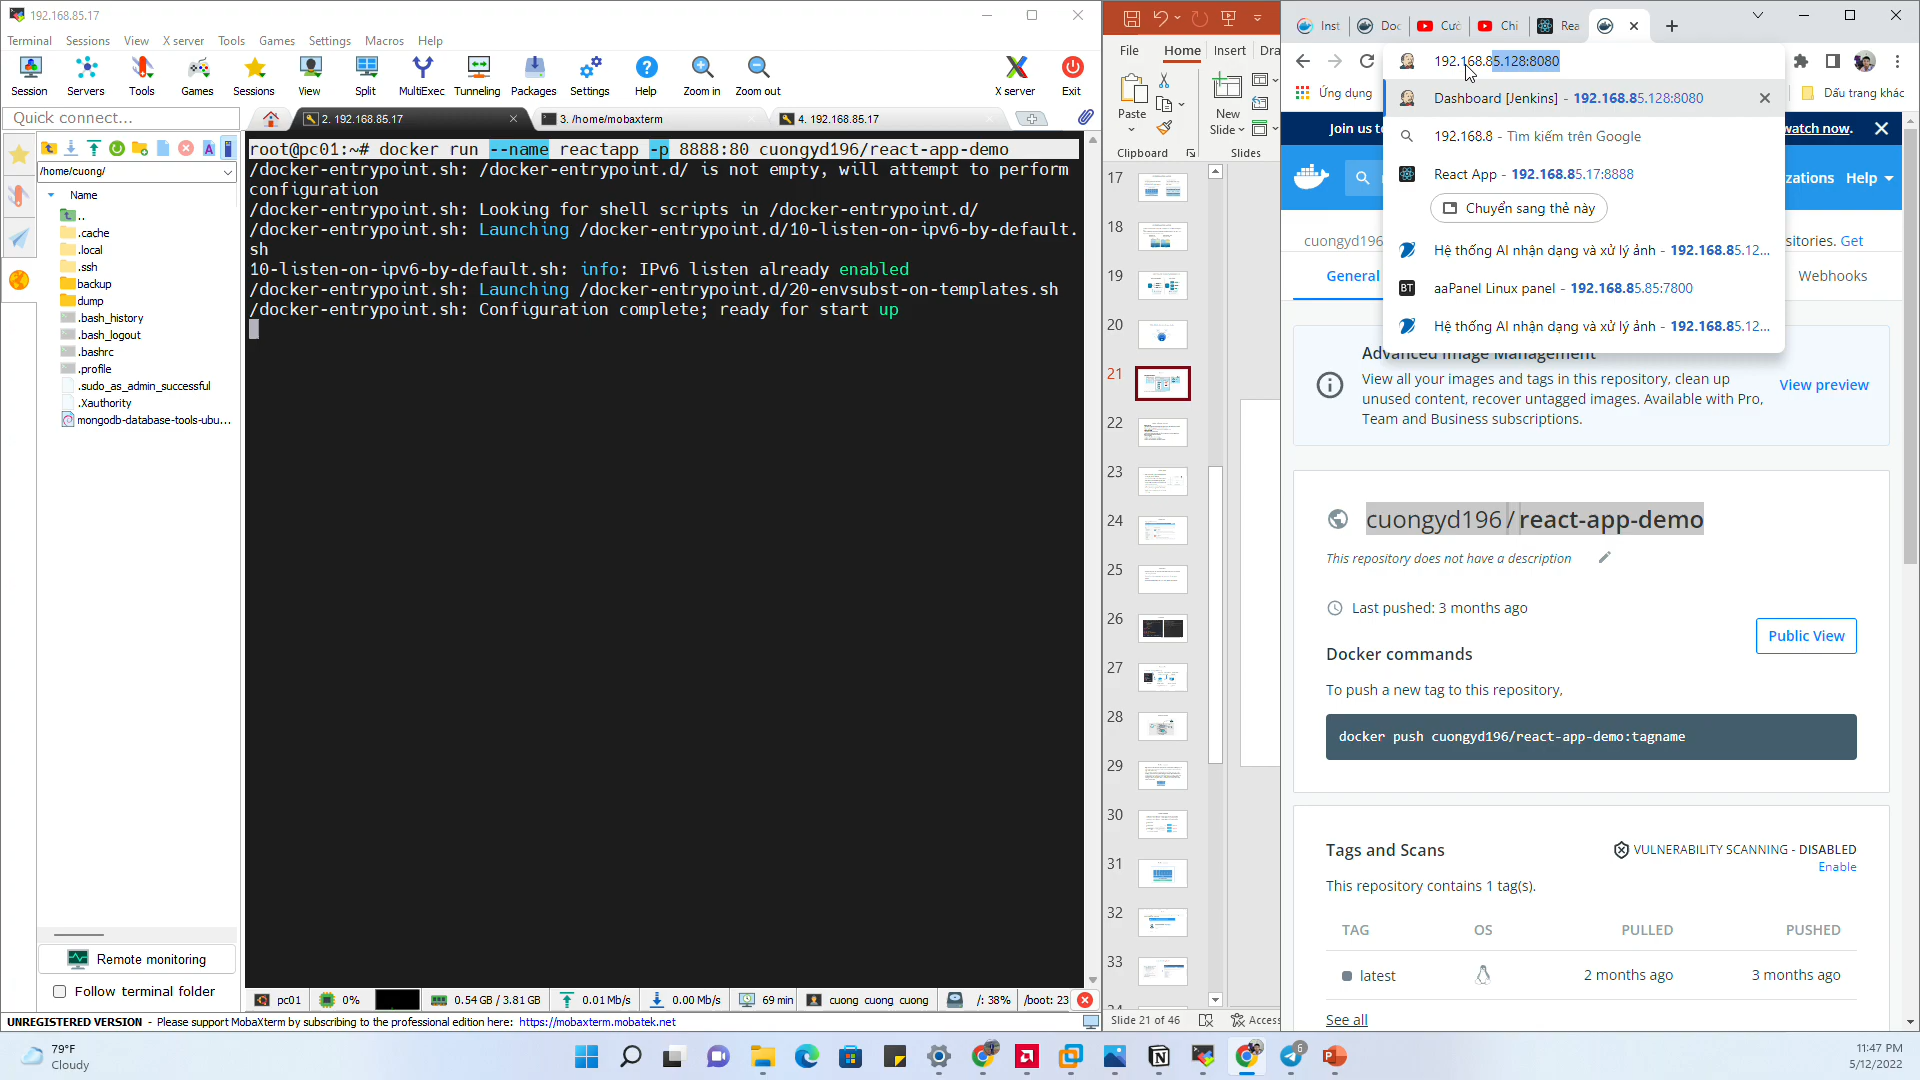 192.168.85.17
Terminal Sessions View X server Tools Games Settings Macros Help
Session Servers Tools Games Sessions View Split MultiExec Tunneling Packages Settings Help Zoom in Zoom out X server Exit
Quick connect...
2. 192.168.85.17
3. /home/mobaxterm
4. 192.168.85.17
/home/cuong/
Name
..
.cache
.local
.ssh
backup
dump
.bash_history
.bash_logout
.bashrc
.profile
.sudo_as_admin_successful
.Xauthority
mongodb-database-tools-ubu...
Remote monitoring
Follow terminal folder
root@pc01:~# docker run --name reactapp -p 8888:80 cuongyd196/react-app-demo
/docker-entrypoint.sh: /docker-entrypoint.d/ is not empty, will attempt to perform
configuration
/docker-entrypoint.sh: Looking for shell scripts in /docker-entrypoint.d/
/docker-entrypoint.sh: Launching /docker-entrypoint.d/10-listen-on-ipv6-by-default.
sh
10-listen-on-ipv6-by-default.sh: info: IPv6 listen already enabled
/docker-entrypoint.sh: Launching /docker-entrypoint.d/20-envsubst-on-templates.sh
/docker-entrypoint.sh: Configuration complete; ready for start up
pc01 0% 0.54 GB / 3.81 GB 0.01 Mb/s 0.00 Mb/s 69 min cuong cuong cuong /: 38% /boot: 23
UNREGISTERED VERSION - Please support MobaXterm by subscribing to the professional edition here: https://mobaxterm.mobatek.net
File Home Insert Dra
Paste
New
Slide
Clipboard
Slides
17
18
19
20
21
22
23
24
25
26
27
28
29
30
31
32
33
Slide 21 of 46
Access
Inst
Doc
Cườ
Chi
Rea
192.168.85.128:8080
Ứng dụng
Dấu trang khác
Dashboard [Jenkins] - 192.168.85.128:8080
192.168.8 - Tìm kiếm trên Google
React App - 192.168.85.17:8888
Chuyển sang thẻ này
Hệ thống AI nhận dạng và xử lý ảnh - 192.168.85.12...
aaPanel Linux panel - 192.168.85.85:7800
Hệ thống AI nhận dạng và xử lý ảnh - 192.168.85.12...
Join us to
watch now.
zations Help
cuongyd196
sitories. Get
General
Webhooks
Advanced Image Management
View all your images and tags in this repository, clean up
unused content, recover untagged images. Available with Pro,
Team and Business subscriptions.
View preview
cuongyd196 / react-app-demo
This repository does not have a description
Last pushed: 3 months ago
Public View
Docker commands
To push a new tag to this repository,
docker push cuongyd196/react-app-demo:tagname
Tags and Scans
VULNERABILITY SCANNING - DISABLED
Enable
This repository contains 1 tag(s).
TAG OS PULLED PUSHED
latest 2 months ago 3 months ago
See all
79°F
Cloudy
6
11:47 PM
5/12/2022